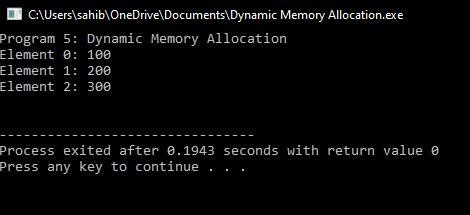 C:\Users\sahib\OneDrive\Documents\Dynamic Memory Allocation.exe
Program 5: Dynamic Memory Allocation
Element 0: 100
Element 1: 200
Element 2: 300
--------------------------------
Process exited after 0.1943 seconds with return value 0
Press any key to continue . . .